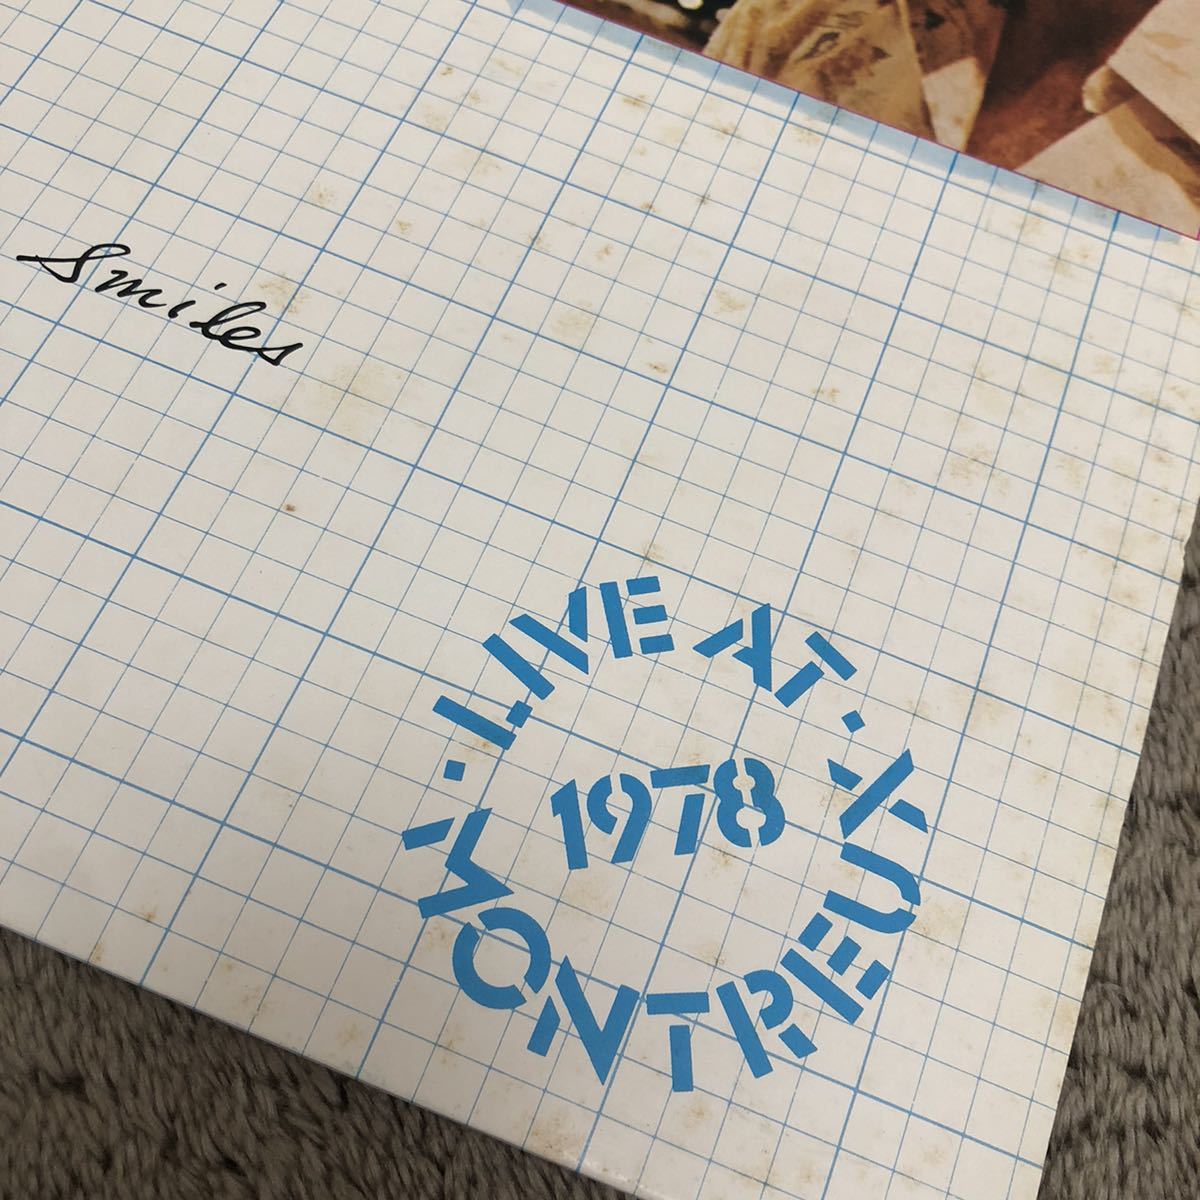 Smiles
· LIVE AT ·
1978
MONTREUX